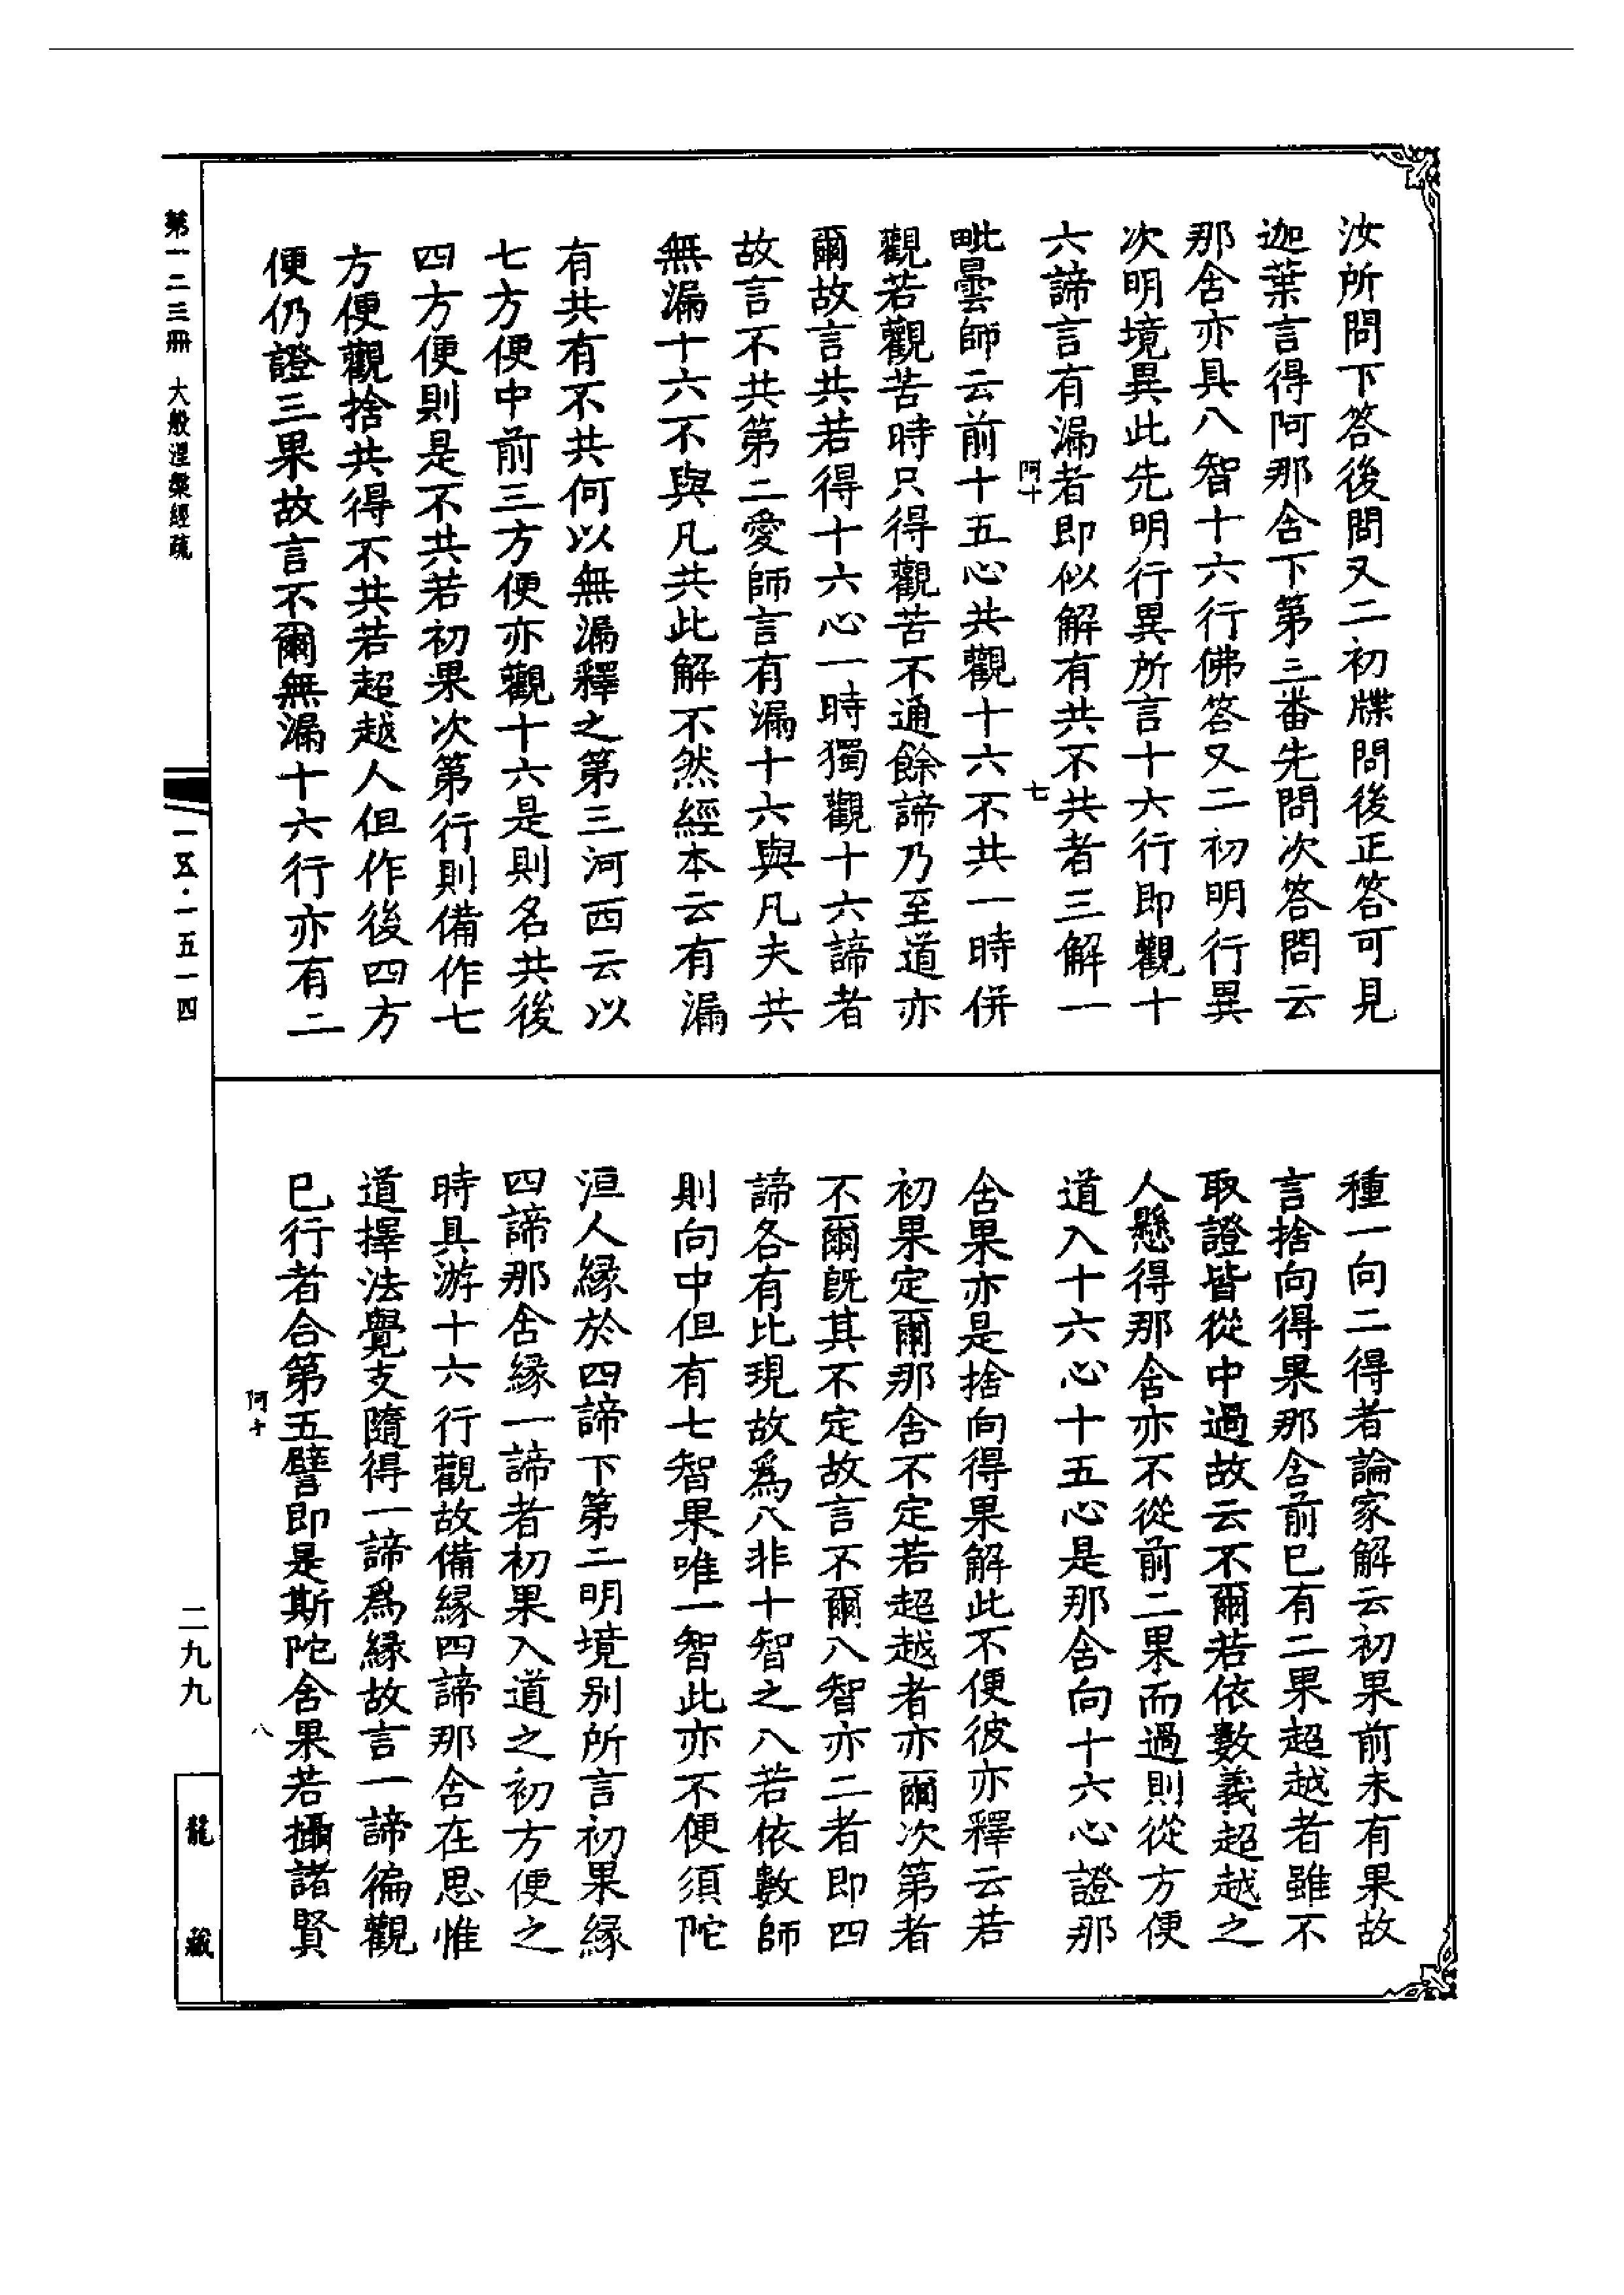 汝所問下答後問又二初牒問後正答可見
迦葉言得阿那舍下第三番先問次答問云
那舍亦具八智十六行佛答又二初明行異
次明境異此先明行異所言十六行即觀十
六諦言有漏者即似解有共不共者三解一
阿十
七
毗曇師云前十五心共觀十六不共一時併
觀若觀苦時只得觀苦不通餘諦乃至道亦
爾故言共若得十六心一時獨觀十六諦者
故言不共第二愛師言有漏十六與凡夫共
無漏十六不與凡共此解不然經本云有漏
有共有不共何以無漏釋之第三河西云以
七方便中前三方便亦觀十六是則名共後
四方便則是不共若初果次第行則備作七
方便觀捨共得不共若超越人但作後四方
便仍證三果故言不爾無漏十六行亦有二
種一向二得者論家解云初果前未有果故
言捨向得果那舍前已有二果超越者雖不
取證皆從中過故云不爾若依數義超越之
人懸得那舍亦不從前二果而過則從方便
道入十六心十五心是那舍向十六心證那
舍果亦是捨向得果解此不便彼亦釋云若
初果定爾那舍不定若超越者亦爾次第者
不爾既其不定故言不爾八智亦二者即四
諦各有比現故爲八非十智之八若依數師
則向中但有七智果唯一智此亦不便須陀
洹人緣於四諦下第二明境別所言初果緣
四諦那舍緣一諦者初果入道之初方便之
時具游十六行觀故備緣四諦那舍在思惟
道擇法覺支隨得一諦爲緣故言一諦徧觀
已行者合第五譬即是斯陀舍果若攝諸賢
阿十
八
第一二三冊 大般涅槃經疏
一五·一五一四
二九九
龍藏